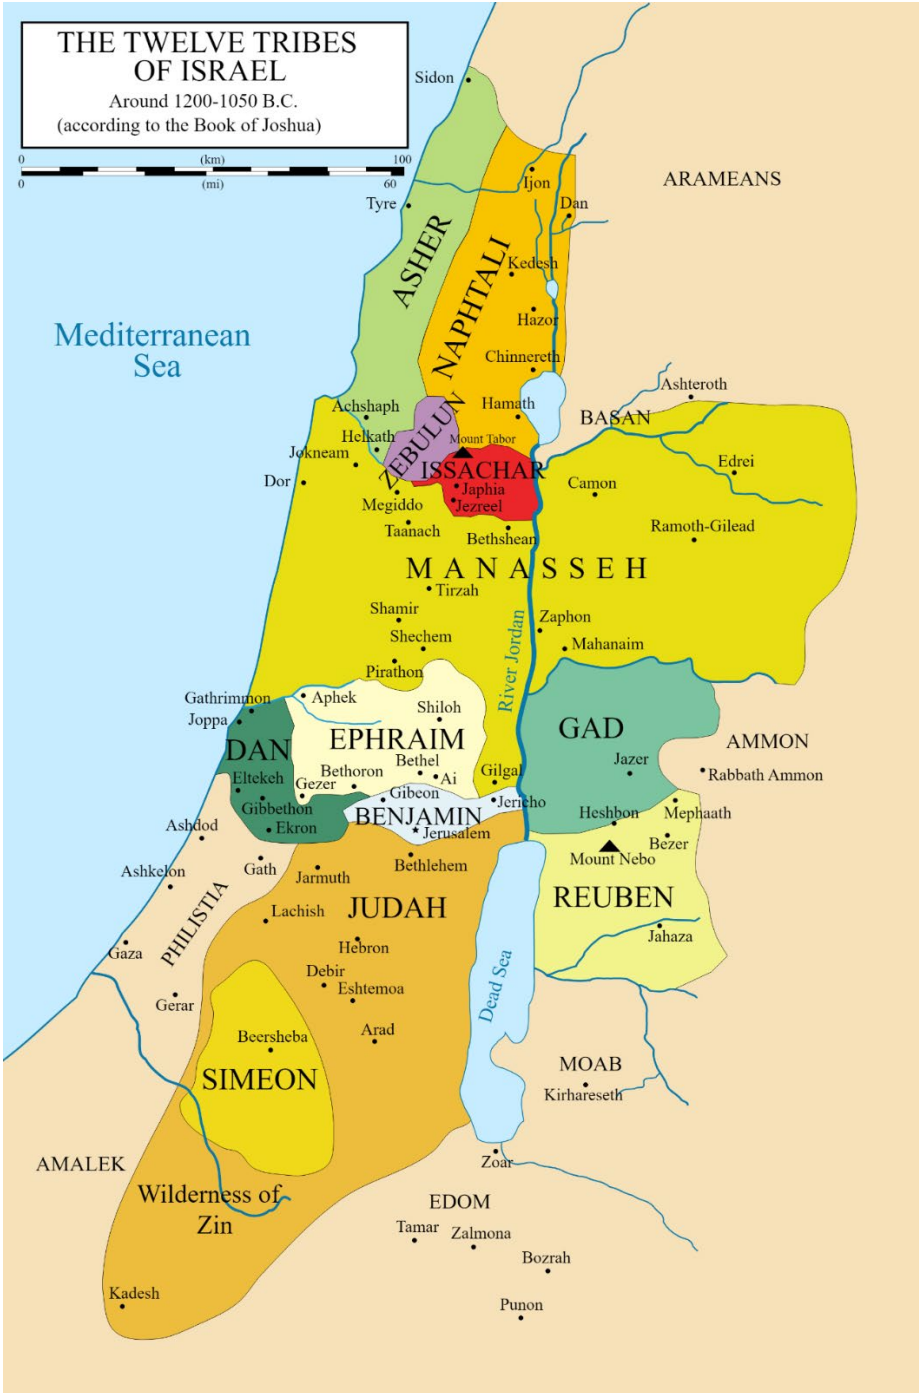 THE TWELVE TRIBES
OF ISRAEL
Around 1200-1050 B.C.
(according to the Book of Joshua)
0 (km) 100
0 (mi) 60
Sidon
Ijon
ARAMEANS
Tyre
Dan
ASHER
NAPHTALI
Kedesh
Hazor
Mediterranean
Sea
Chinnereth
Ashteroth
Achshaph
Hamath
BASAN
ZEBULUN
Helkath
Mount Tabor
Jokneam
ISSACHAR
Edrei
Dor
Japhia
Camon
Megiddo
Jezreel
Taanach
Bethshean
Ramoth-Gilead
MANASSEH
Tirzah
Shamir
Zaphon
Shechem
Mahanaim
River Jordan
Pirathon
Gathrimmon
Aphek
Joppa
Shiloh
DAN
EPHRAIM
GAD
AMMON
Eltekeh
Bethoron
Bethel
Gilgal
Jazer
Rabbath Ammon
Gezer
Ai
Gibbethon
Gibeon
Jericho
Heshbon
Mephaath
BENJAMIN
Ashdod
Ekron
Jerusalem
Bezer
Gath
Bethlehem
Mount Nebo
Ashkelon
Jarmuth
REUBEN
PHILISTIA
Lachish
JUDAH
Jahaza
Gaza
Hebron
Dead Sea
Debir
Gerar
Eshtemoa
Beersheba
Arad
SIMEON
MOAB
Kirhareseth
AMALEK
Zoar
Wilderness of
Zin
EDOM
Tamar
Zalmona
Bozrah
Kadesh
Punon